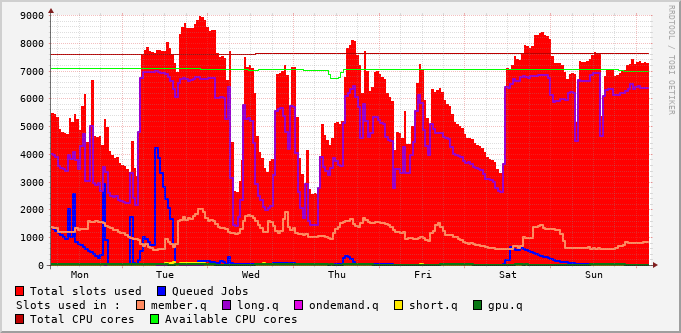 9000
8000
7000
6000
5000
4000
3000
2000
1000
0
Mon Tue Wed Thu Fri Sat Sun
RRDTOOL / TOBI OETIKER
Total slots used Queued Jobs
Slots used in : member.q long.q ondemand.q short.q gpu.q
Total CPU cores Available CPU cores